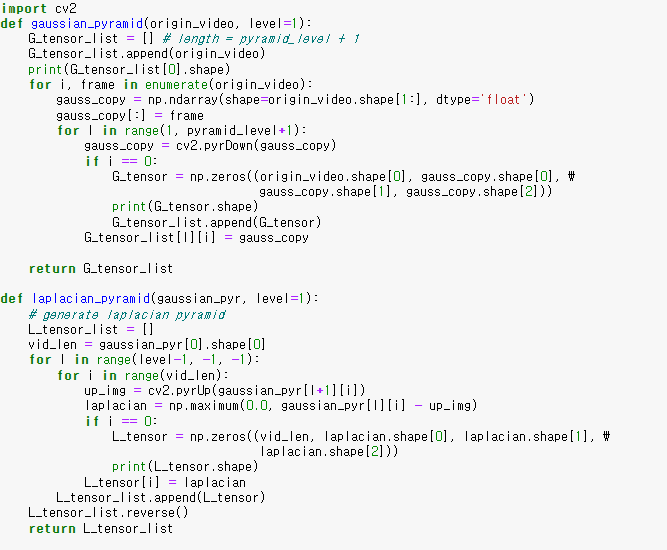 import cv2
def gaussian_pyramid(origin_video, level=1):
    G_tensor_list = [] # length = pyramid_level + 1
    G_tensor_list.append(origin_video)
    print(G_tensor_list[0].shape)
    for i, frame in enumerate(origin_video):
        gauss_copy = np.ndarray(shape=origin_video.shape[1:], dtype='float')
        gauss_copy[:] = frame
        for l in range(1, pyramid_level+1):
            gauss_copy = cv2.pyrDown(gauss_copy)
            if i == 0:
                G_tensor = np.zeros((origin_video.shape[0], gauss_copy.shape[0], ₩
                                     gauss_copy.shape[1], gauss_copy.shape[2]))
                print(G_tensor.shape)
                G_tensor_list.append(G_tensor)
            G_tensor_list[l][i] = gauss_copy

    return G_tensor_list

def laplacian_pyramid(gaussian_pyr, level=1):
    # generate laplacian pyramid
    L_tensor_list = []
    vid_len = gaussian_pyr[0].shape[0]
    for l in range(level-1, -1, -1):
        for i in range(vid_len):
            up_img = cv2.pyrUp(gaussian_pyr[l+1][i])
            laplacian = np.maximum(0.0, gaussian_pyr[l][i] - up_img)
            if i == 0:
                L_tensor = np.zeros((vid_len, laplacian.shape[0], laplacian.shape[1], ₩
                                     laplacian.shape[2]))
                print(L_tensor.shape)
            L_tensor[i] = laplacian
        L_tensor_list.append(L_tensor)
    L_tensor_list.reverse()
    return L_tensor_list